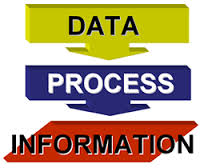 DATA
PROCESS
INFORMATION